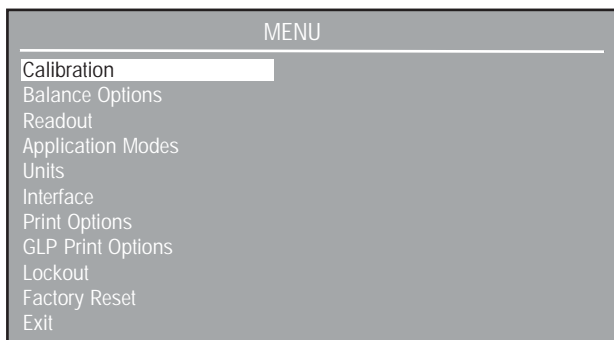 MENU
Calibration
Balance Options
Readout
Application Modes
Units
Interface
Print Options
GLP Print Options
Lockout
Factory Reset
Exit